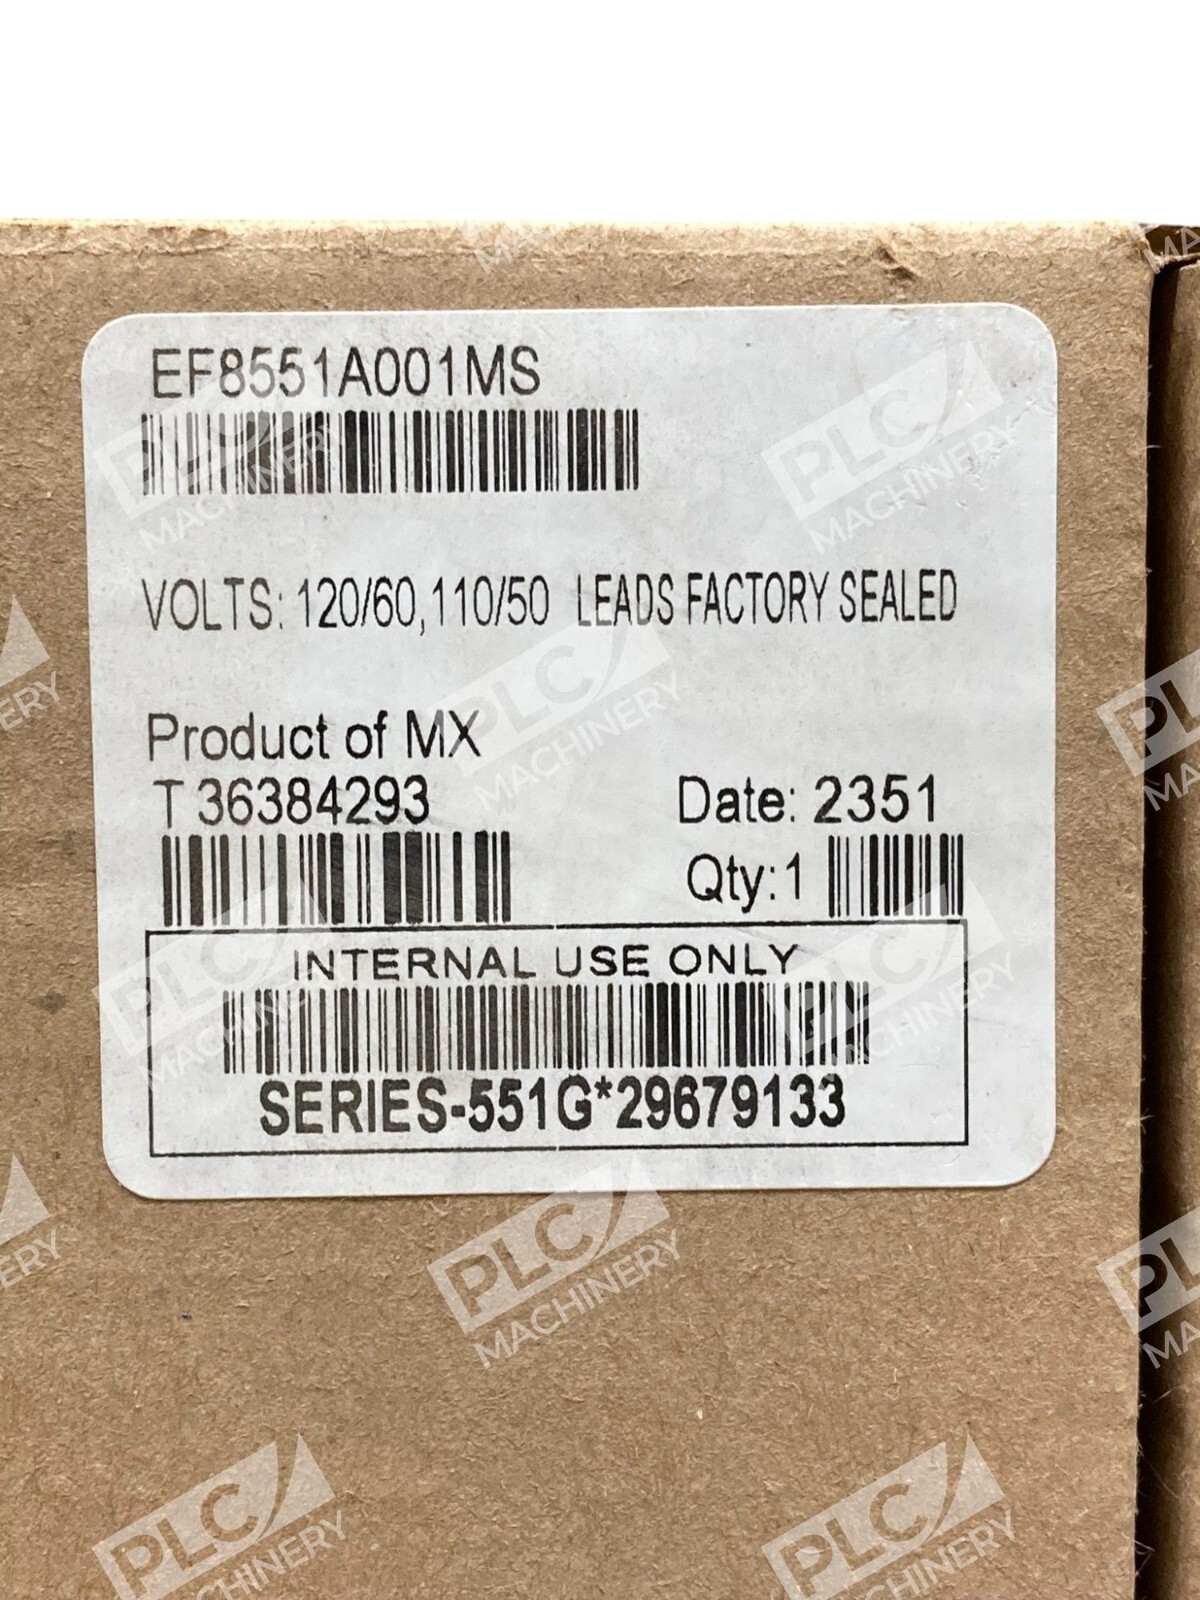 EF8551A001MS
VOLTS: 120/60,110/50 LEADS FACTORY SEALED
Product of MX
T 36384293
Date: 2351
Qty:1
INTERNAL USE ONLY
SERIES-551G*29679133
PLC MACHINERY